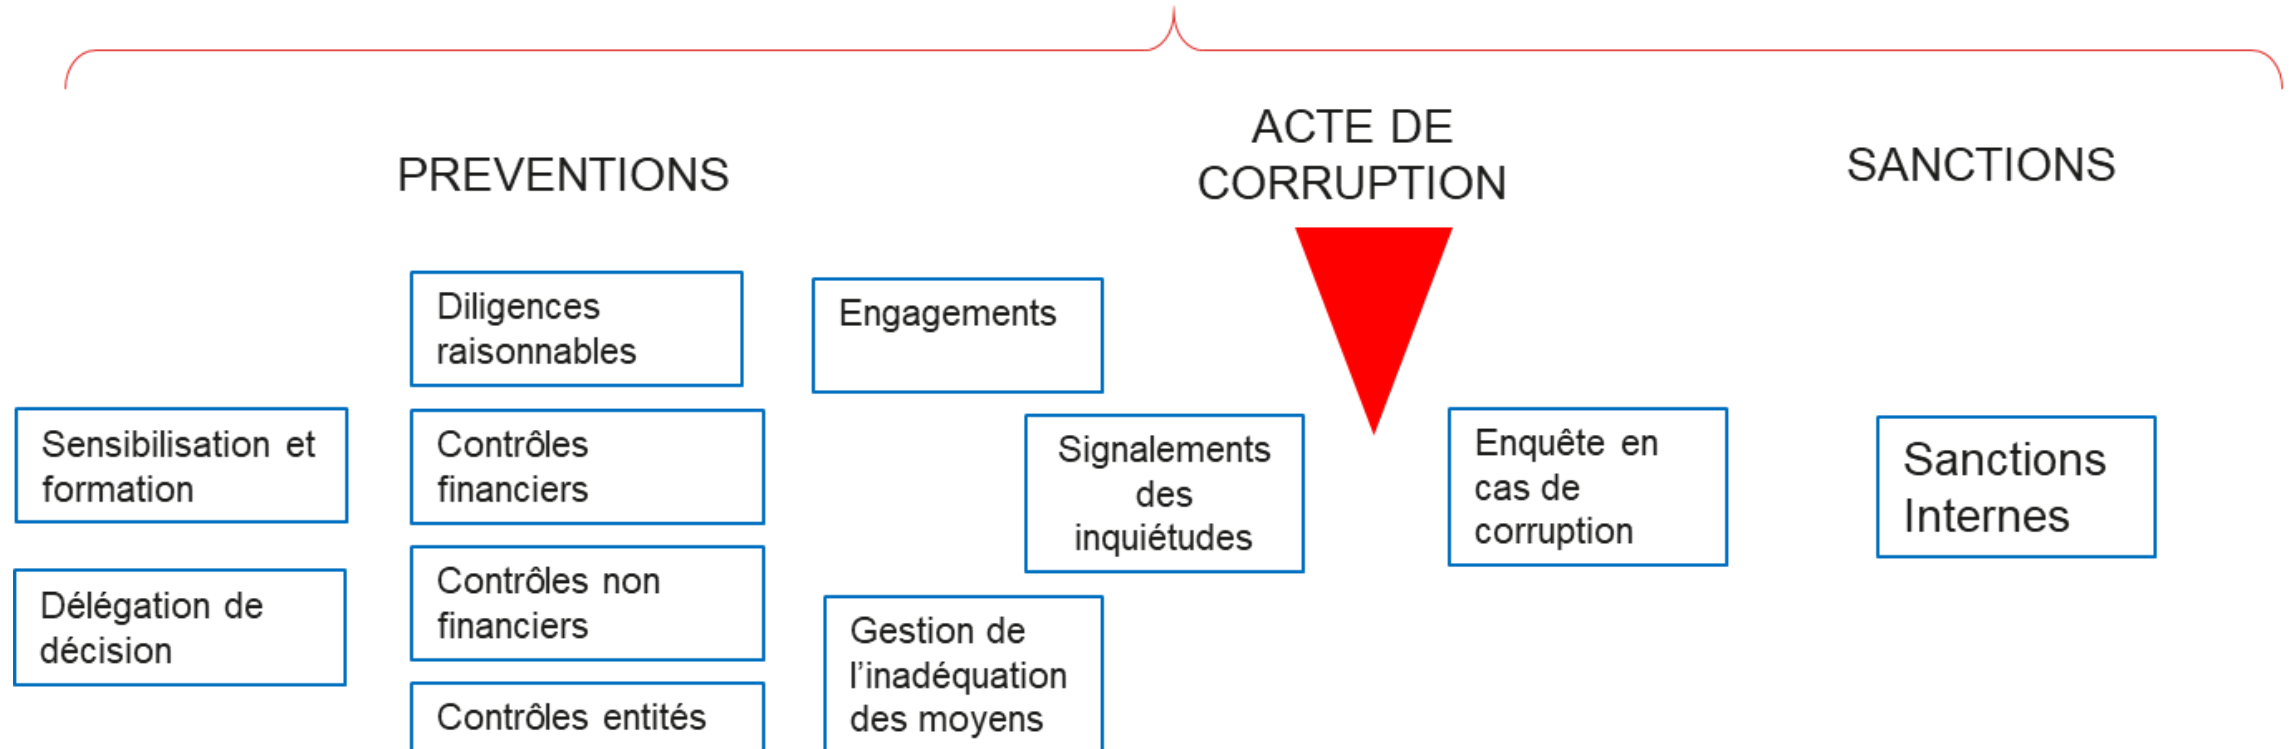 PREVENTIONS
ACTE DE
CORRUPTION
SANCTIONS
Diligences
raisonnables
Engagements
Sensibilisation et
formation
Contrôles
financiers
Signalements
des
inquiétudes
Enquête en
cas de
corruption
Sanctions
Internes
Délégation de
décision
Contrôles non
financiers
Gestion de
l’inadéquation
des moyens
Contrôles entités